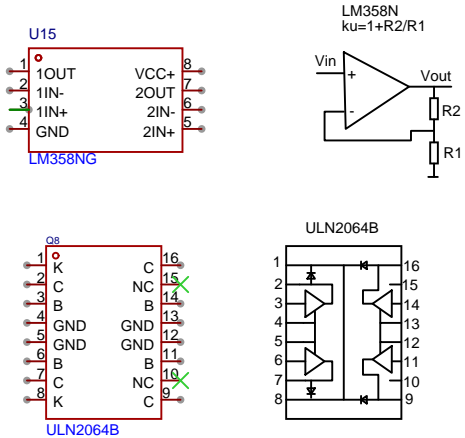 U15
1 1OUT VCC+ 8
2 1IN- 2OUT 7
3 1IN+ 2IN- 6
4 GND 2IN+ 5
LM358NG
LM358N
ku=1+R2/R1
Vin + Vout
- R2
R1
Q8
1 K C 16
2 C NC 15
3 B B 14
4 GND GND 13
5 GND GND 12
6 B B 11
7 C NC 10
8 K C 9
ULN2064B
ULN2064B
1 16
2 15
3 14
4 13
5 12
6 11
7 10
8 9